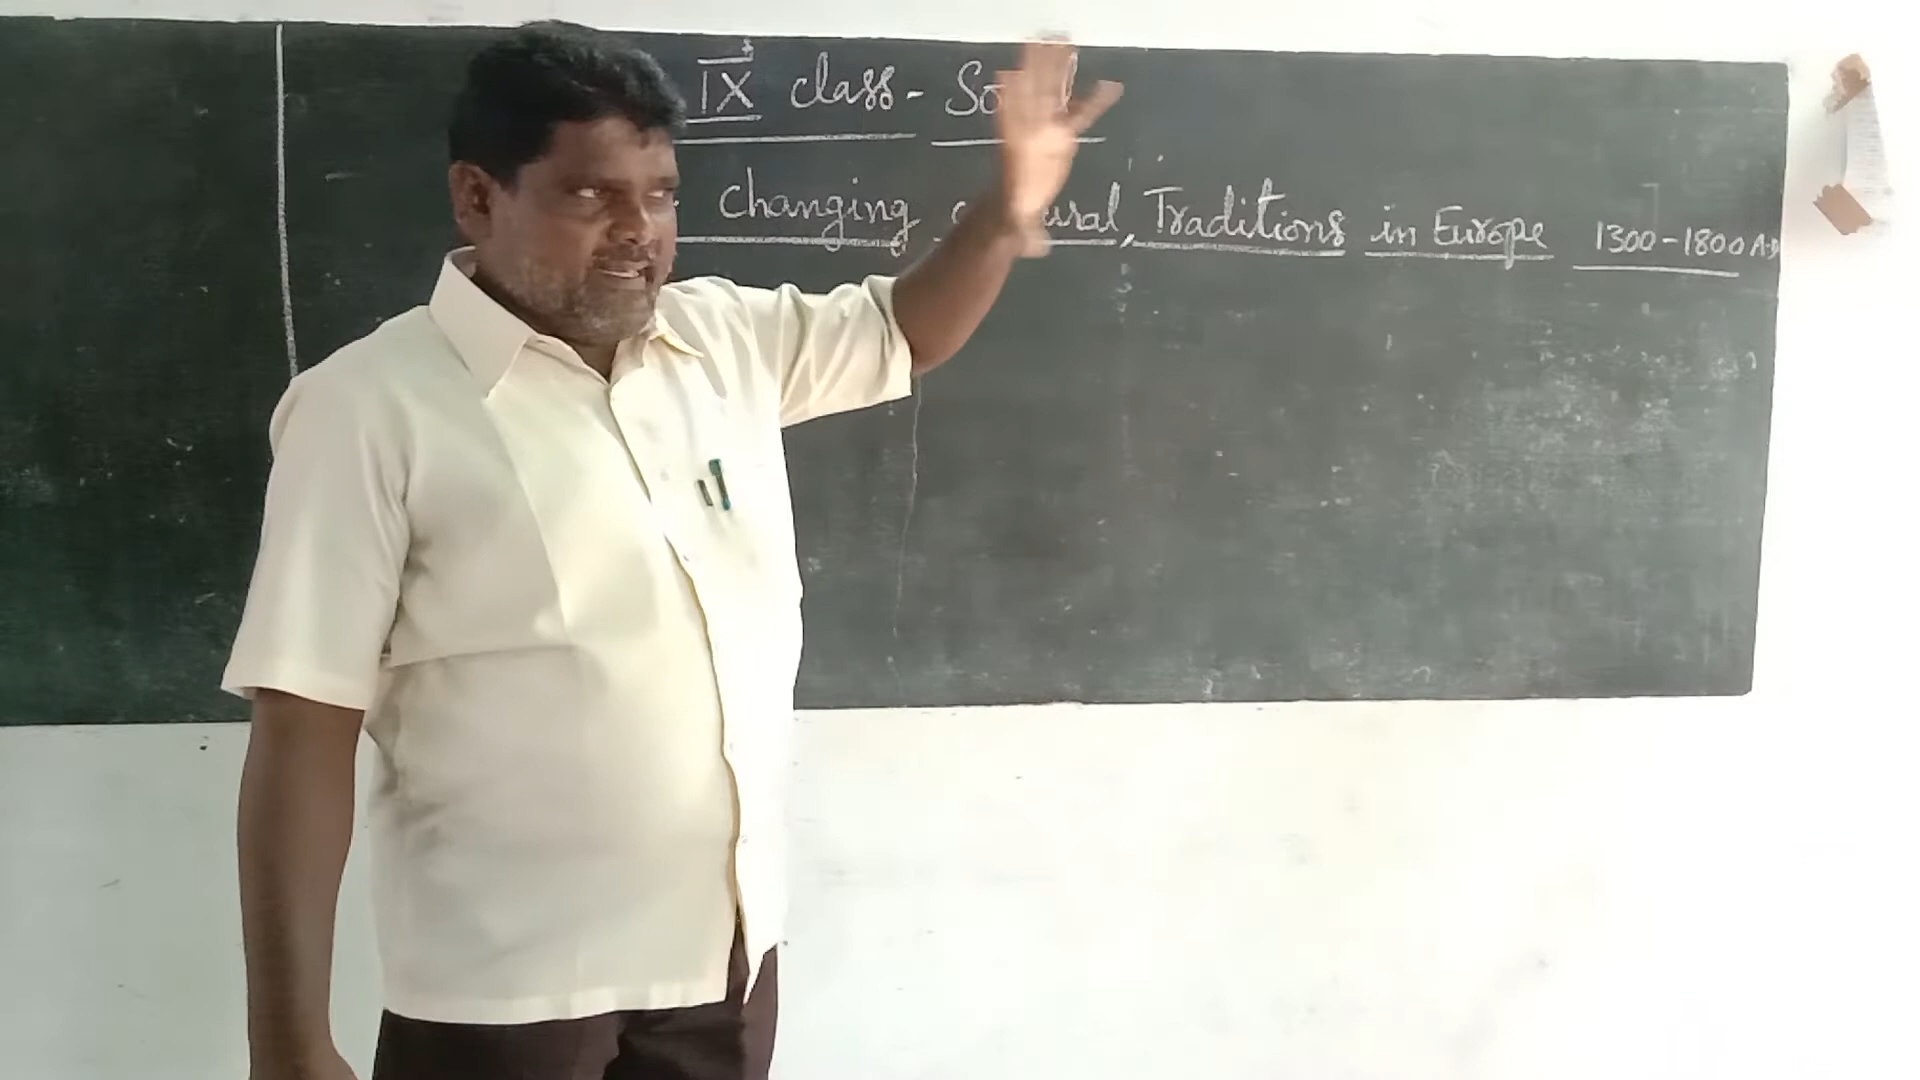 IX class - So
Changing Traditions in Europe 1300-1800 A.D